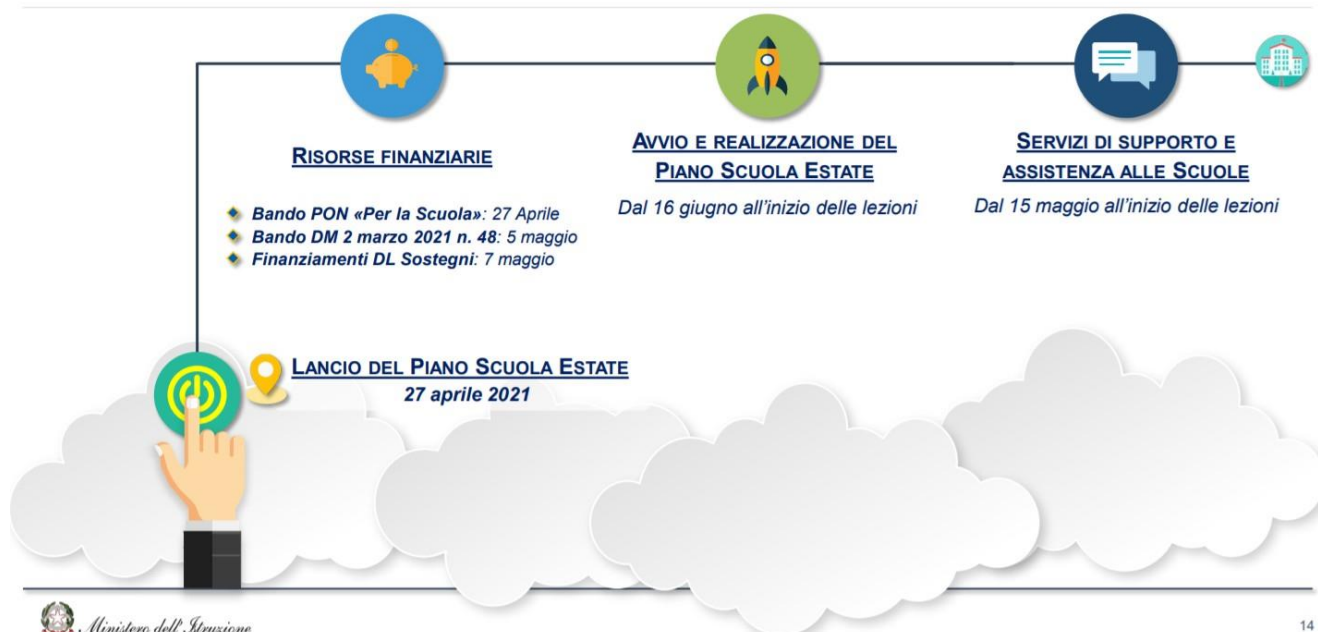 RISORSE FINANZIARIE
Bando PON «Per la Scuola»: 27 Aprile
Bando DM 2 marzo 2021 n. 48: 5 maggio
Finanziamenti DL Sostegni: 7 maggio
AVVIO E REALIZZAZIONE DEL
PIANO SCUOLA ESTATE
Dal 16 giugno all'inizio delle lezioni
SERVIZI DI SUPPORTO E
ASSISTENZA ALLE SCUOLE
Dal 15 maggio all'inizio delle lezioni
LANCIO DEL PIANO SCUOLA ESTATE
27 aprile 2021
Ministero dell'Istruzione
14